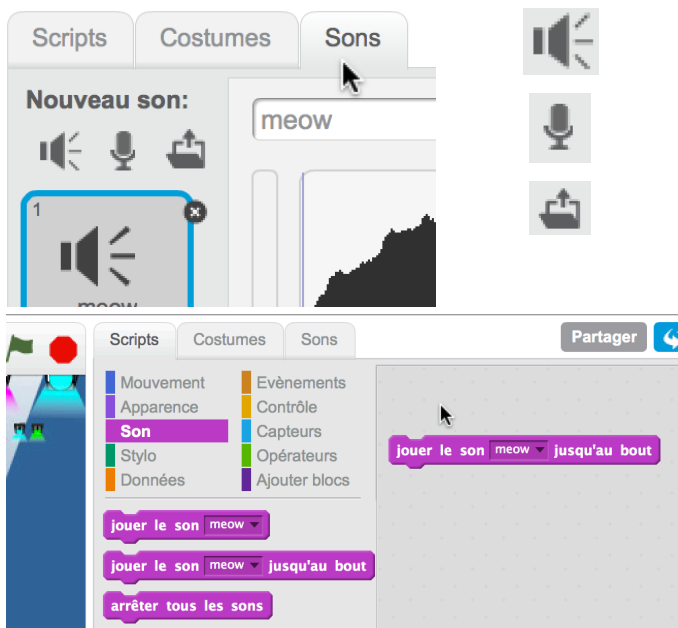 Scripts Costumes Sons
Nouveau son:
meow
1
meow
Scripts Costumes Sons
Partager
Mouvement Evènements
Apparence Contrôle
Son Capteurs
Stylo Opérateurs
Données Ajouter blocs
jouer le son meow jusqu'au bout
jouer le son meow
jouer le son meow jusqu'au bout
arrêter tous les sons